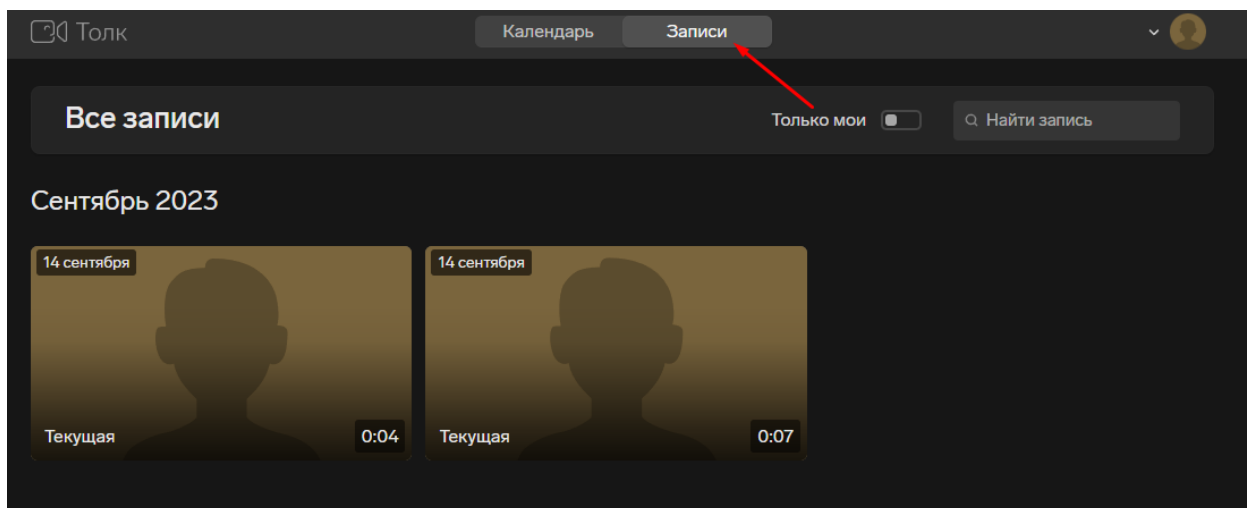 Толк
Календарь
Записи
Все записи
Только мои
Найти запись
Сентябрь 2023
14 сентября
14 сентября
Текущая
0:04
Текущая
0:07